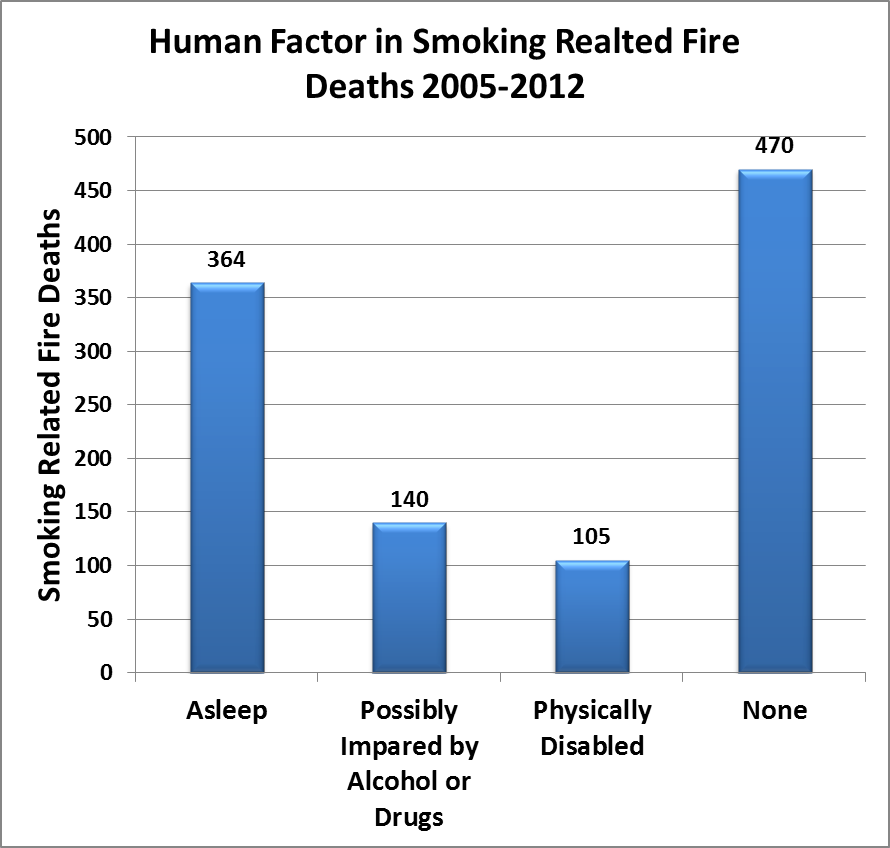 Human Factor in Smoking Realted Fire
Deaths 2005-2012
Smoking Related Fire Deaths
500
450
400
350
300
250
200
150
100
50
0
364
140
105
470
Asleep
Possibly
Impared by
Alcohol or
Drugs
Physically
Disabled
None